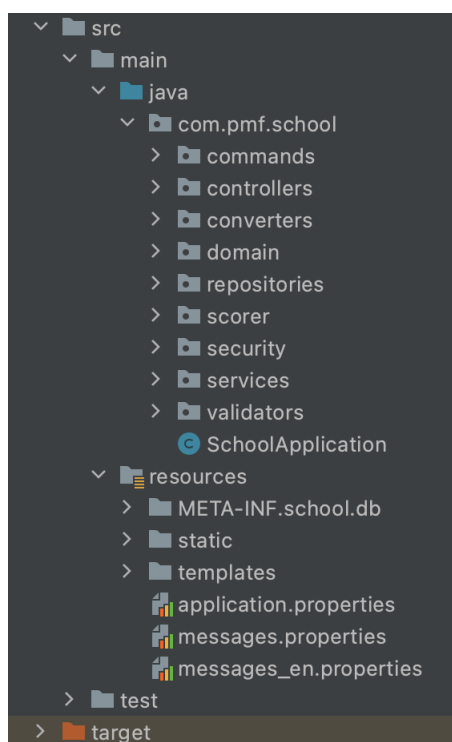 src
main
java
com.pmf.school
commands
controllers
converters
domain
repositories
scorer
security
services
validators
C SchoolApplication
resources
META-INF.school.db
static
templates
application.properties
messages.properties
messages_en.properties
test
target